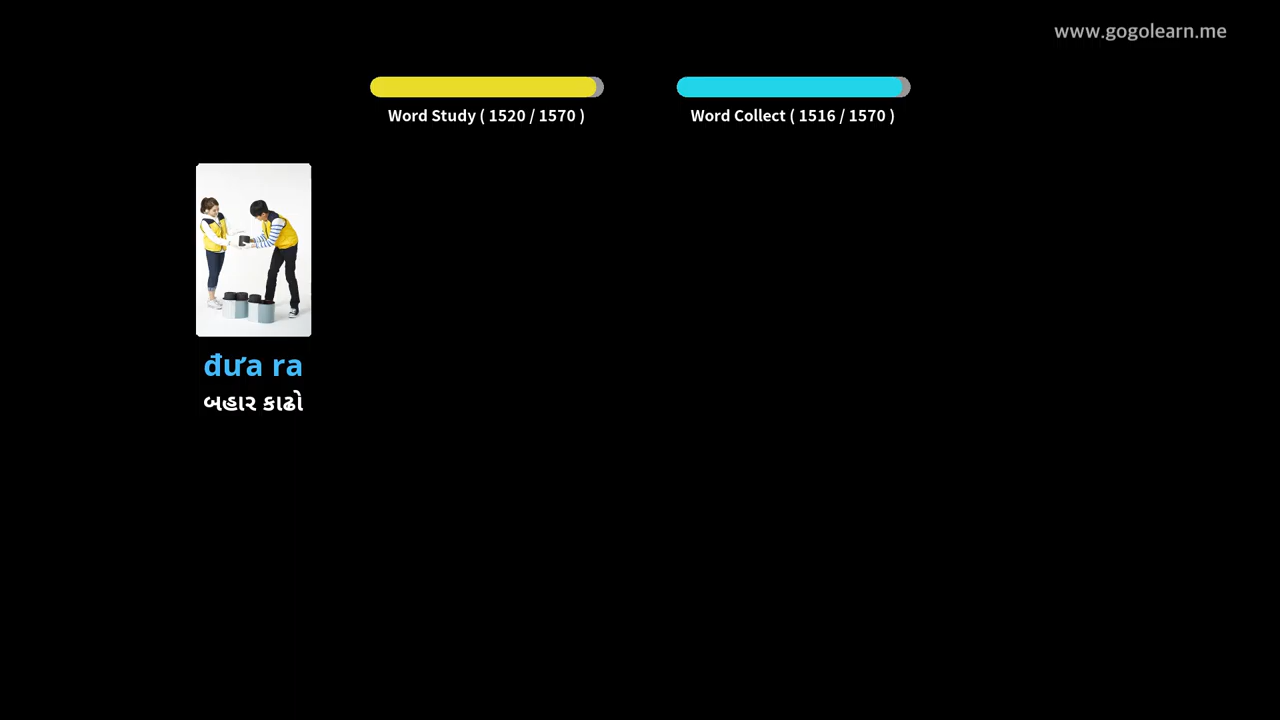 www.gogolearn.me
Word Study ( 1520 / 1570 )
Word Collect ( 1516 / 1570 )
đưa ra
બહાર કાઢો